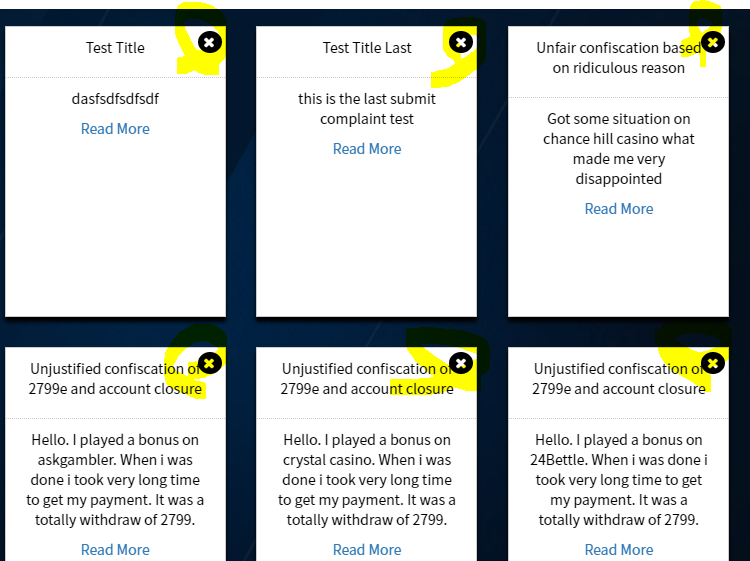 Test Title
dasfsdfsdfsdf
Read More
Test Title Last
this is the last submit
complaint test
Read More
Unfair confiscation based
on ridiculous reason
Got some situation on
chance hill casino what
made me very
disappointed
Read More
Unjustified confiscation of
2799e and account closure
Hello. I played a bonus on
askgambler. When i was
done i took very long time
to get my payment. It was a
totally withdraw of 2799.
Read More
Unjustified confiscation of
2799e and account closure
Hello. I played a bonus on
crystal casino. When i was
done i took very long time
to get my payment. It was a
totally withdraw of 2799.
Read More
Unjustified confiscation of
2799e and account closure
Hello. I played a bonus on
24Bettle. When i was done i
took very long time to get
my payment. It was a
totally withdraw of 2799.
Read More